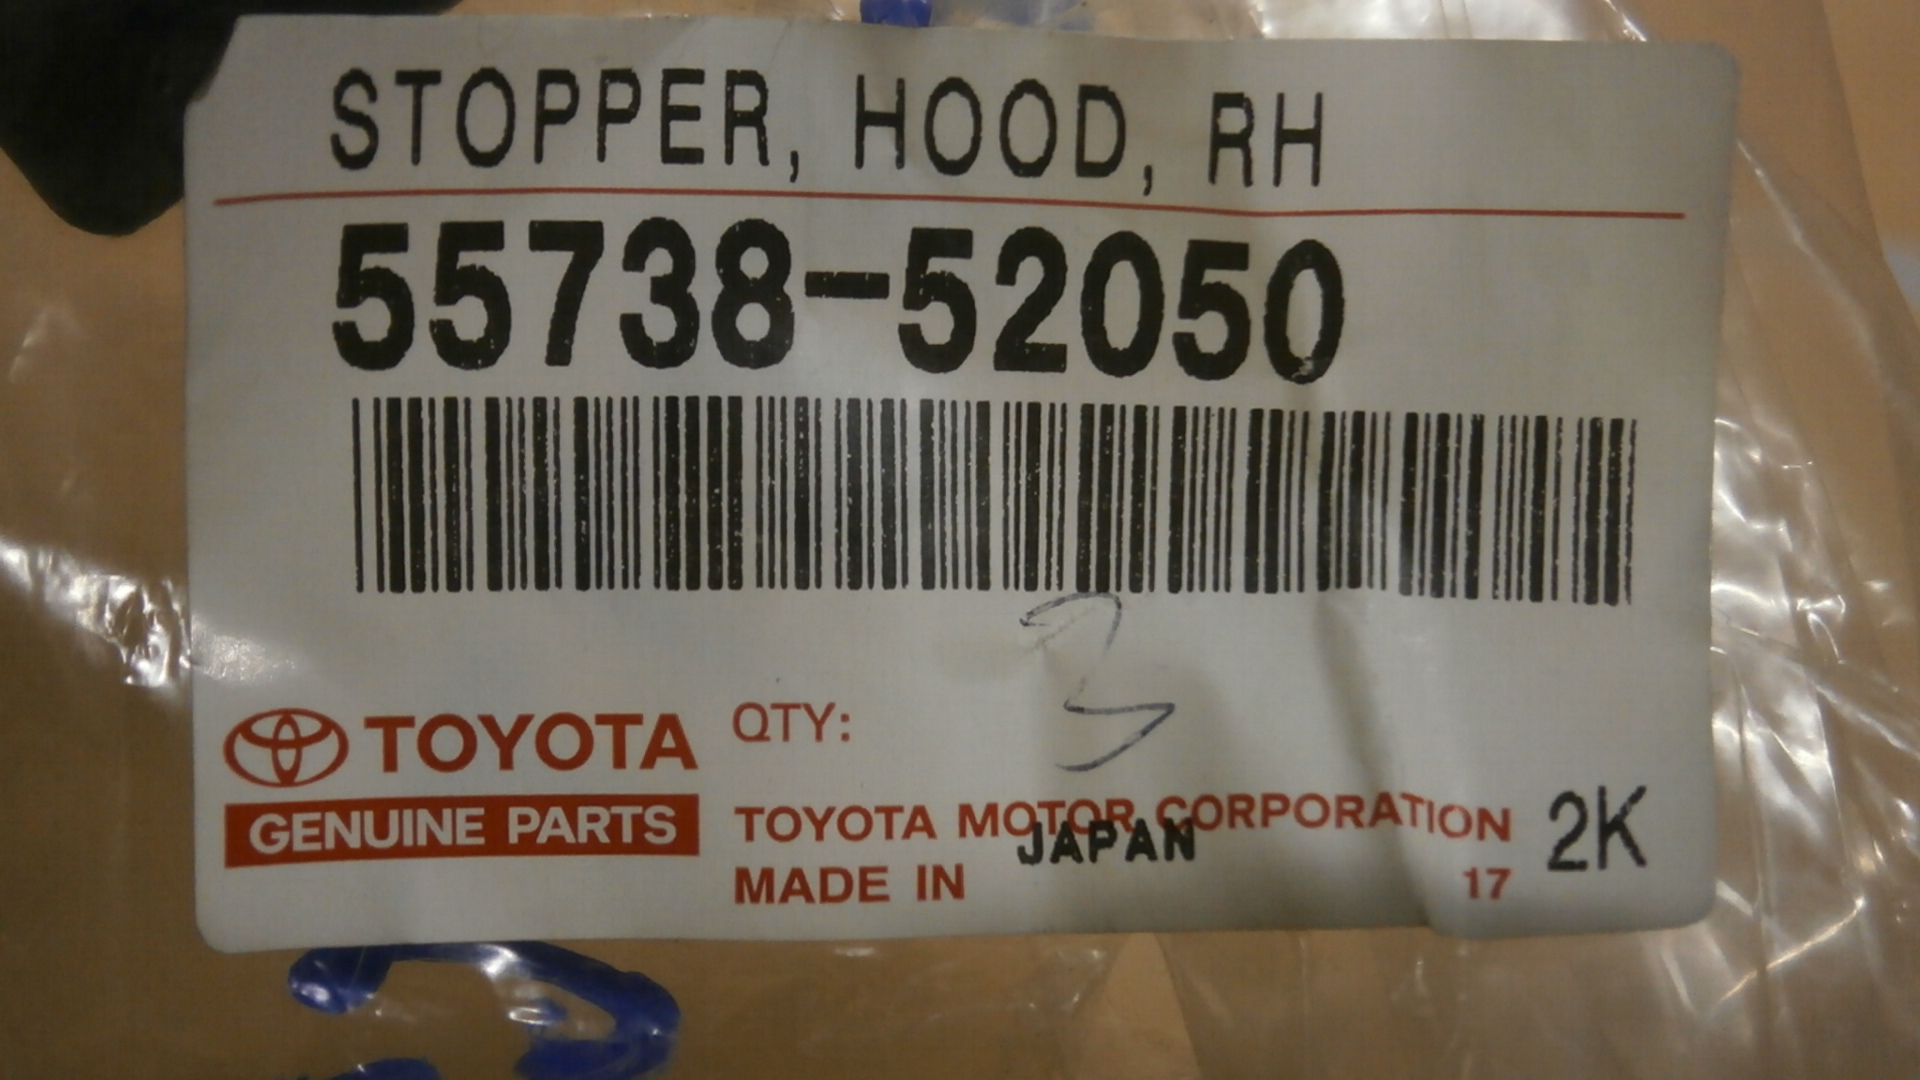 STOPPER, HOOD, RH
55738-52050
3
TOYOTA
QTY:
GENUINE PARTS
TOYOTA MOTOR CORPORATION
2K
JAPAN
MADE IN
17